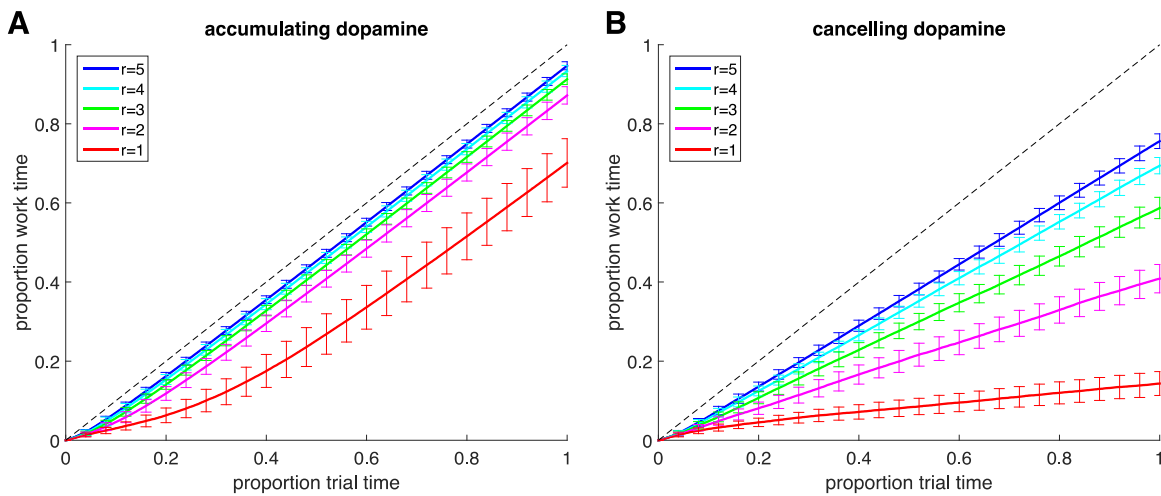 A
accumulating dopamine
1
0.8
0.6
0.4
0.2
0
proportion work time
r=5
r=4
r=3
r=2
r=1
0
0.2
0.4
0.6
0.8
1
proportion trial time
B
cancelling dopamine
1
0.8
0.6
0.4
0.2
0
proportion work time
r=5
r=4
r=3
r=2
r=1
0
0.2
0.4
0.6
0.8
1
proportion trial time